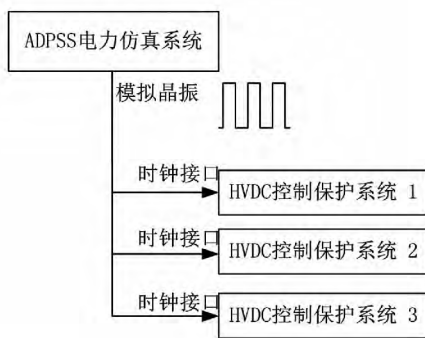 ADPSS电力仿真系统
模拟晶振
时钟接口
HVDC控制保护系统 1
时钟接口
HVDC控制保护系统 2
时钟接口
HVDC控制保护系统 3